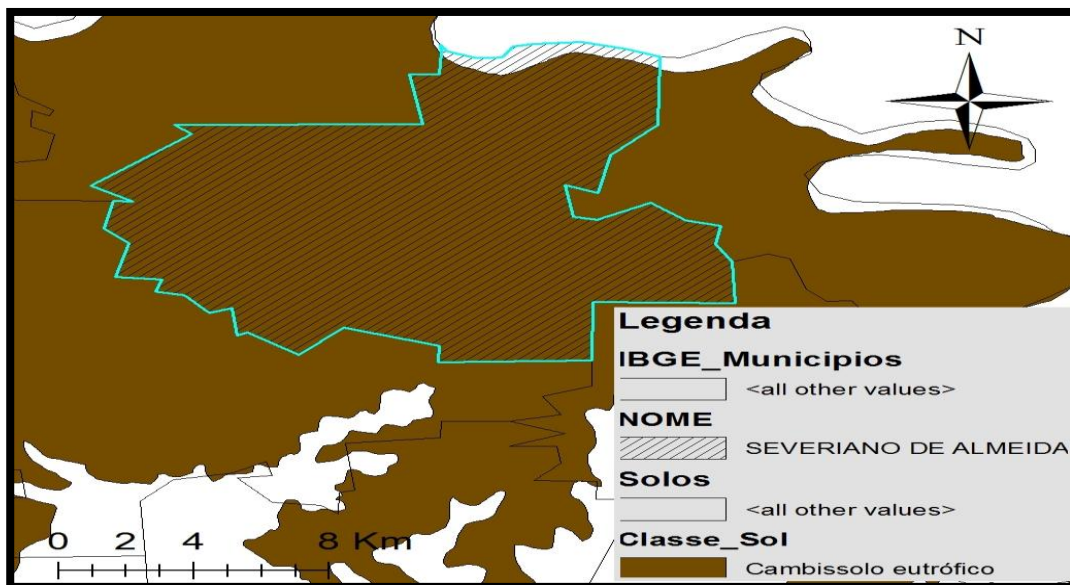 N
Legenda
IBGE_Municipios
<all other values>
NOME
SEVERIANO DE ALMEIDA
Solos
<all other values>
Classe_Sol
Cambissolo eutrófico
0 2 4 8 Km